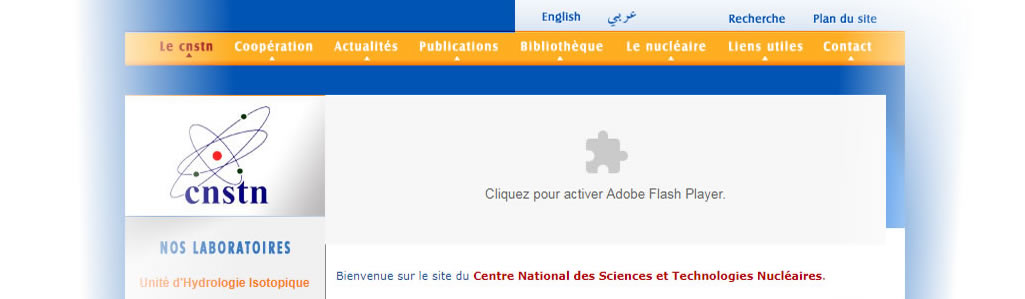 English عربي Recherche Plan du site
Le cnstn Coopération Actualités Publications Bibliothèque Le nucléaire Liens utiles Contact
cnstn
Cliquez pour activer Adobe Flash Player.
NOS LABORATOIRES
Bienvenue sur le site du Centre National des Sciences et Technologies Nucléaires.
Unité d'Hydrologie Isotopique